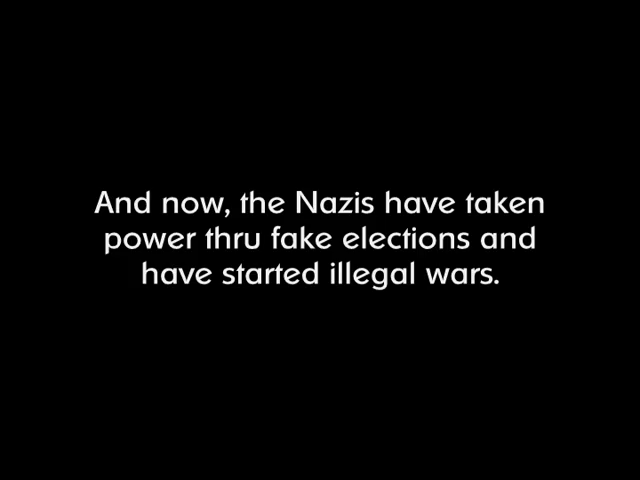 And now, the Nazis have taken
power thru fake elections and
have started illegal wars.